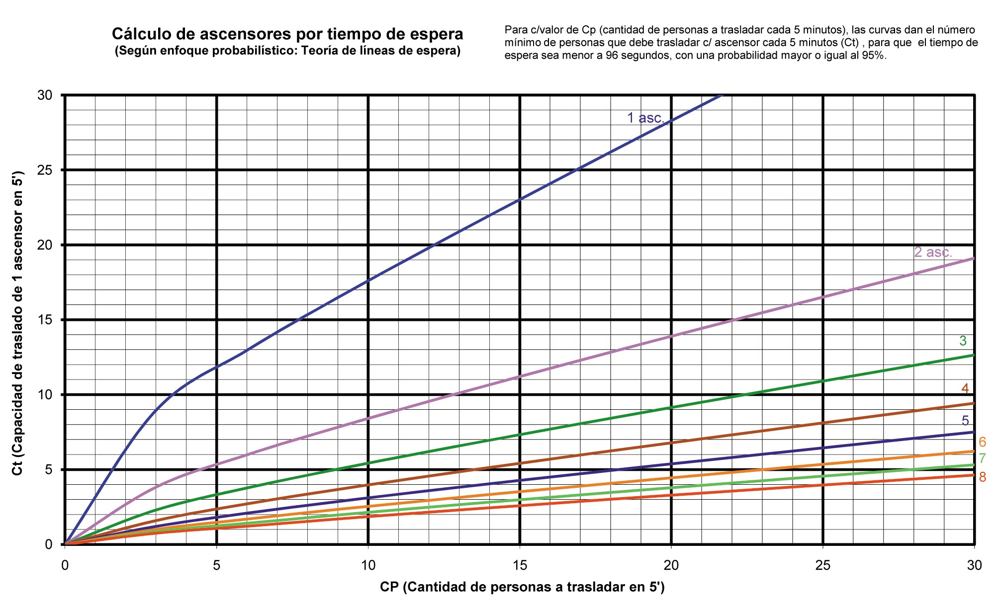 Cálculo de ascensores por tiempo de espera
(Según enfoque probabilístico: Teoría de líneas de espera)
Para c/valor de Cp (cantidad de personas a trasladar cada 5 minutos), las curvas dan el número
mínimo de personas que debe trasladar c/ ascensor cada 5 minutos (Ct) , para que  el tiempo de
espera sea menor a 96 segundos, con una probabilidad mayor o igual al 95%.
Ct (Capacidad de traslado de 1 ascensor en 5')
30
25
20
15
10
5
0
1 asc.
2 asc.
3
4
5
6
7
8
0 5 10 15 20 25 30
CP (Cantidad de personas a trasladar en 5')